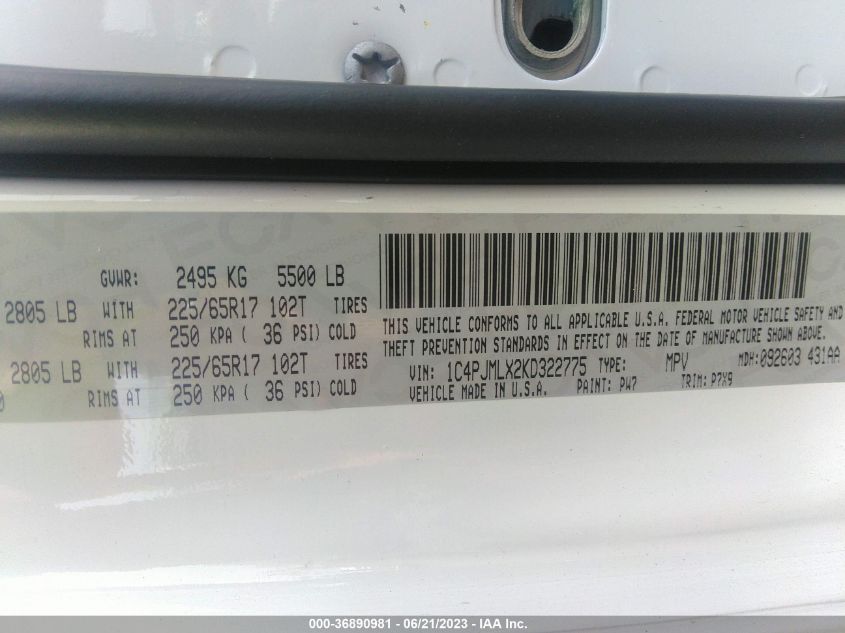 GVWR: 2495 KG 5500 LB
2805 LB WITH 225/65R17 102T TIRES
RIMS AT 250 KPA ( 36 PSI) COLD
2805 LB WITH 225/65R17 102T TIRES
RIMS AT 250 KPA ( 36 PSI) COLD
THIS VEHICLE CONFORMS TO ALL APPLICABLE U.S.A. FEDERAL MOTOR VEHICLE SAFETY AND
THEFT PREVENTION STANDARDS IN EFFECT ON THE DATE OF MANUFACTURE SHOWN ABOVE.
VIN: 1C4PJMLX2KD322775 TYPE: MPV MDH:092603 431AA
VEHICLE MADE IN U.S.A. PAINT: PW7 TRIM: P7X9
000-36890981 - 06/21/2023 - IAA Inc.